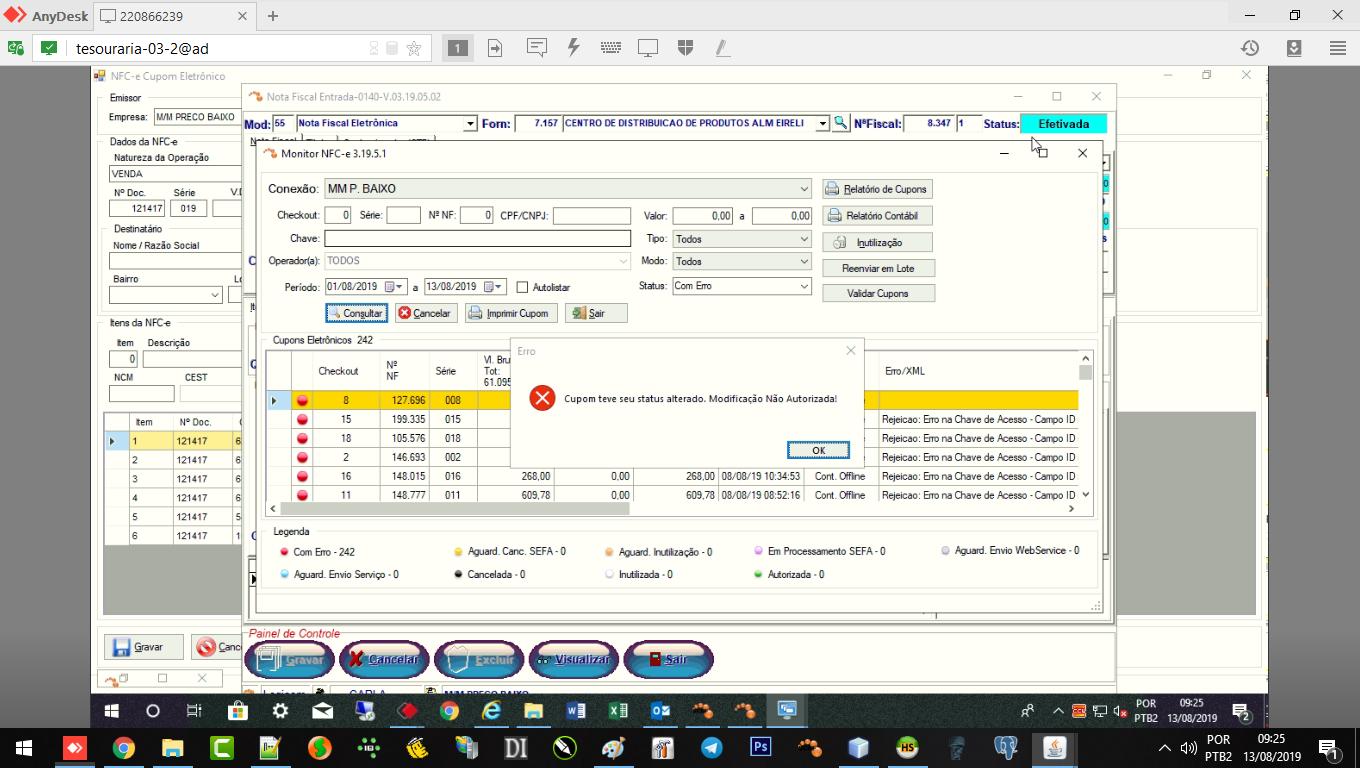 AnyDesk
220866239
tesouraria-03-2@ad
1
NFC-e Cupom Eletrônico
Emissor
Empresa: M/M PRECO BAIXO
Dados da NFC-e
Natureza da Operação
VENDA
Nº Doc. Série
121417 019
Destinatário
Nome / Razão Social
Bairro
Itens da NFC-e
Item Descrição
0
NCM CEST
Item Nº Doc.
1 121417
2 121417
3 121417
4 121417
5 121417
6 121417
Gravar
Nota Fiscal Entrada-0140-V.03.19.05.02
Mod: 55 Nota Fiscal Eletrônica Forn: 7.157 CENTRO DE DISTRIBUICAO DE PRODUTOS ALM EIRELI NºFiscal: 8.347 1 Status: Efetivada
Monitor NFC-e 3.19.5.1
Conexão: MM P. BAIXO
Checkout: 0 Série: Nº NF: 0 CPF/CNPJ: Valor: 0,00 a 0,00
Chave: Tipo: Todos
Operador(a): TODOS Modo: Todos
Período: 01/08/2019 a 13/08/2019 Autolistar Status: Com Erro
Consultar Cancelar Imprimir Cupom Sair
Relatório de Cupons
Relatório Contábil
Inutilização
Reenviar em Lote
Validar Cupons
Cupons Eletrônicos 242
Checkout Nº NF Série Vl. Bru Tot: 61.095 Erro/XML
8 127.696 008
15 199.335 015 Rejeicao: Erro na Chave de Acesso - Campo ID
18 105.576 018 Rejeicao: Erro na Chave de Acesso - Campo ID
2 146.693 002 Rejeicao: Erro na Chave de Acesso - Campo ID
16 148.015 016 268,00 0,00 268,00 08/08/19 10:34:53 Cont. Offline Rejeicao: Erro na Chave de Acesso - Campo ID
11 148.777 011 609,78 0,00 609,78 08/08/19 08:52:16 Cont. Offline Rejeicao: Erro na Chave de Acesso - Campo ID
Erro
Cupom teve seu status alterado. Modificação Não Autorizada!
OK
Legenda
Com Erro - 242 Aguard. Canc. SEFA - 0 Aguard. Inutilização - 0 Em Processamento SEFA - 0 Aguard. Envio WebService - 0
Aguard. Envio Serviço - 0 Cancelada - 0 Inutilizada - 0 Autorizada - 0
Painel de Controle
Gravar Cancelar Excluir Visualizar Sair
POR
PTB2
09:25
13/08/2019
2
POR
PTB2
09:25
13/08/2019
1